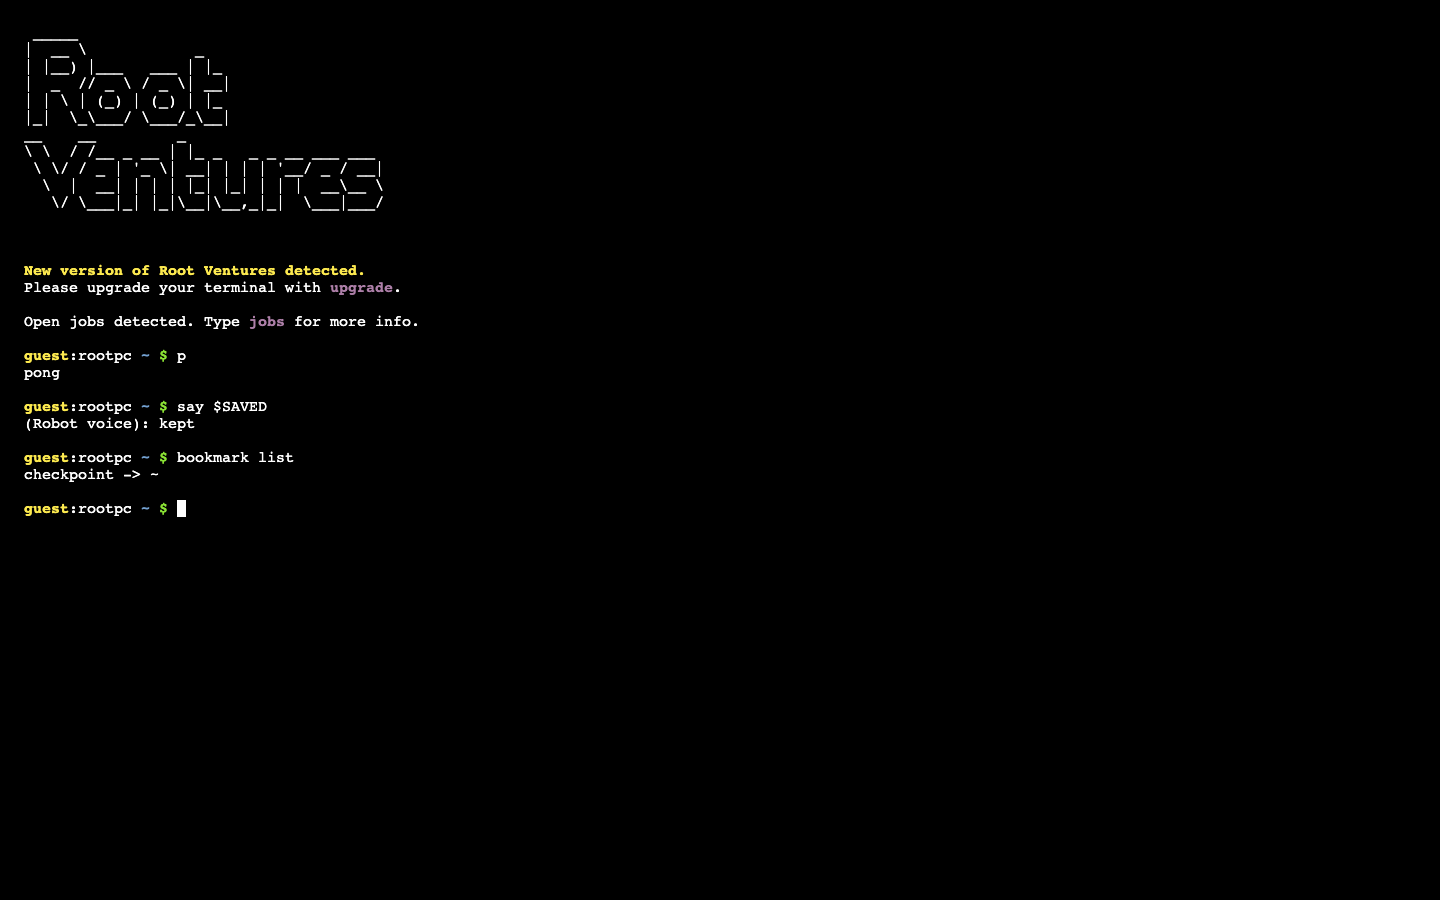 Root
Ventures
New version of Root Ventures detected.
Please upgrade your terminal with upgrade.
Open jobs detected. Type jobs for more info.
guest:rootpc ~ $ p
pong
guest:rootpc ~ $ say $SAVED
(Robot voice): kept
guest:rootpc ~ $ bookmark list
checkpoint -> ~
guest:rootpc ~ $